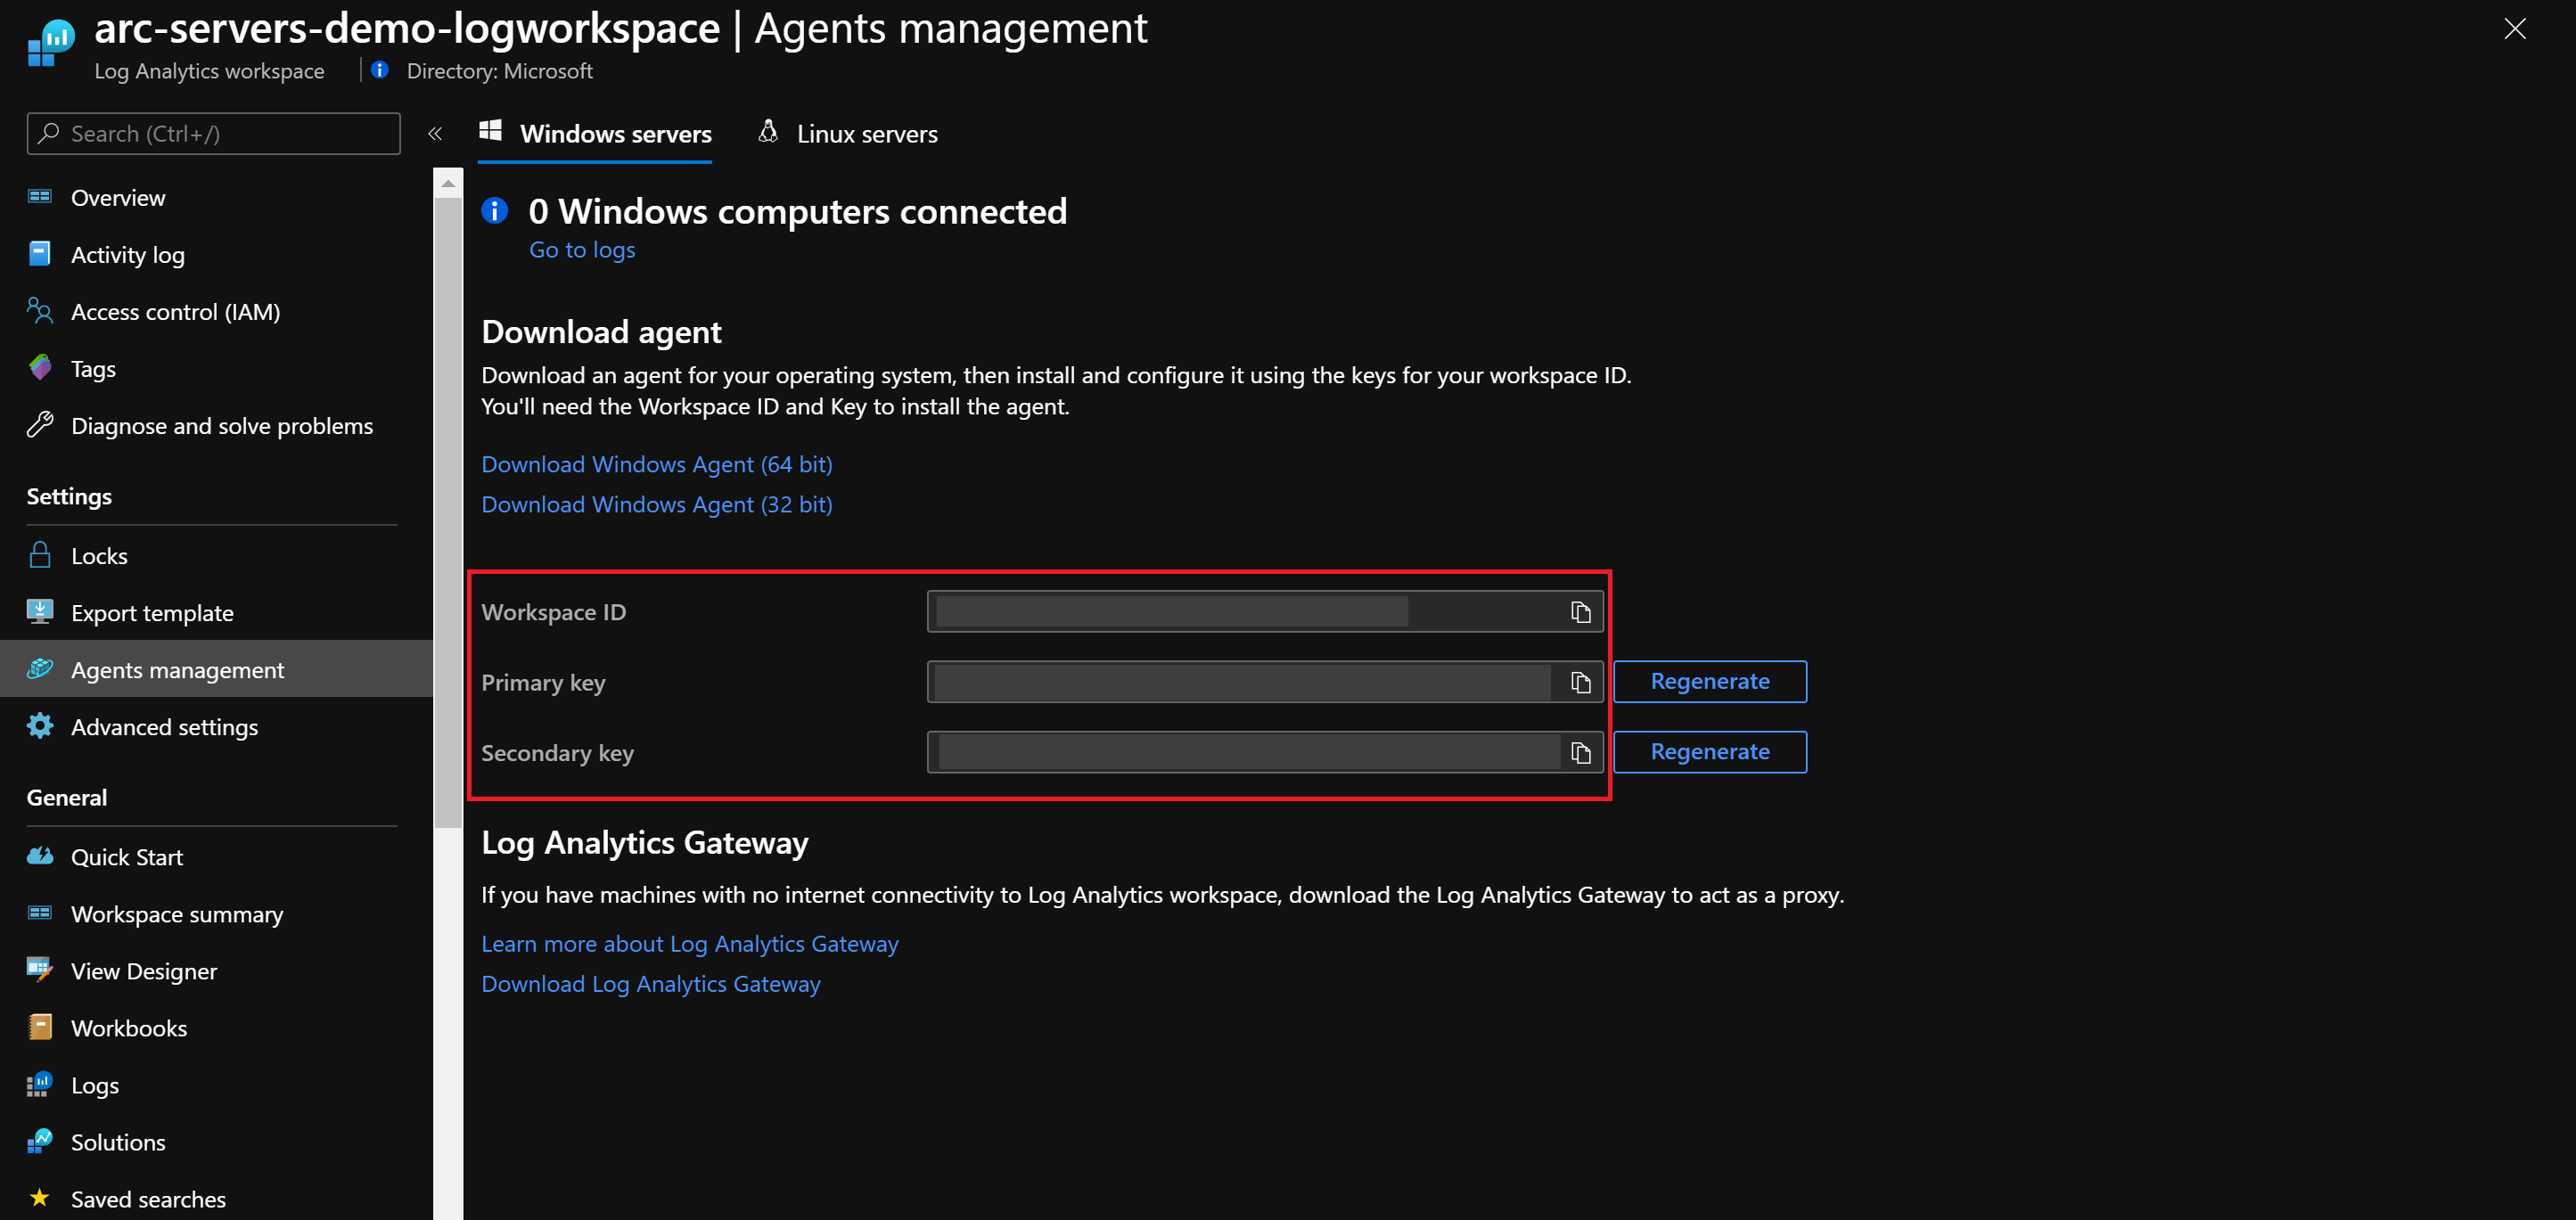 arc-servers-demo-logworkspace | Agents management
Log Analytics workspace
Directory: Microsoft
Search (Ctrl+/)
Overview
Activity log
Access control (IAM)
Tags
Diagnose and solve problems
Settings
Locks
Export template
Agents management
Advanced settings
General
Quick Start
Workspace summary
View Designer
Workbooks
Logs
Solutions
Saved searches
Windows servers
Linux servers
0 Windows computers connected
Go to logs
Download agent
Download an agent for your operating system, then install and configure it using the keys for your workspace ID.
You'll need the Workspace ID and Key to install the agent.
Download Windows Agent (64 bit)
Download Windows Agent (32 bit)
Workspace ID
Primary key
Regenerate
Secondary key
Regenerate
Log Analytics Gateway
If you have machines with no internet connectivity to Log Analytics workspace, download the Log Analytics Gateway to act as a proxy.
Learn more about Log Analytics Gateway
Download Log Analytics Gateway